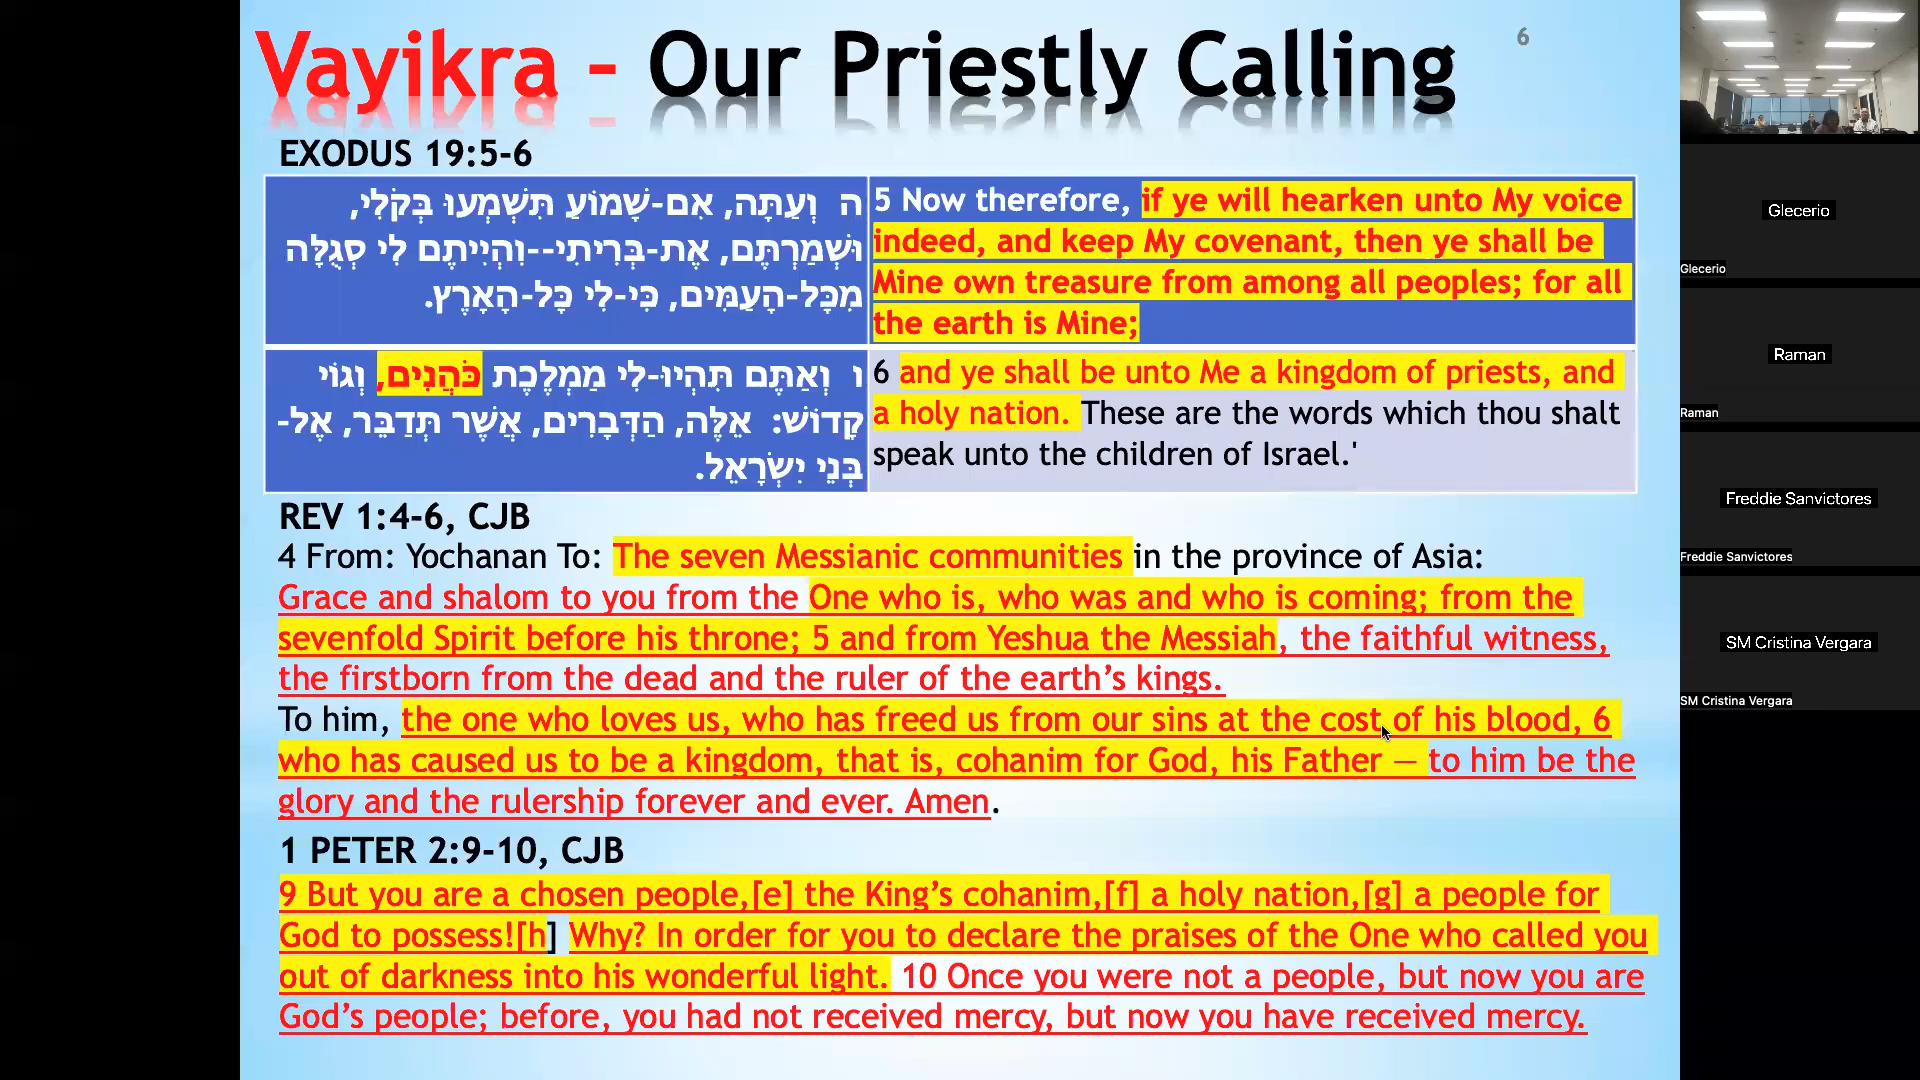 Vayikra – Our Priestly Calling
6
EXODUS 19:5-6
ה וְעַתָּה, אִם-שָׁמוֹעַ תִּשְׁמְעוּ בְּקֹלִי,
וּשְׁמַרְתֶּם, אֶת-בְּרִיתִי--וִהְיִיתֶם לִי סְגֻלָּה
מִכָּל-הָעַמִּים, כִּי-לִי כָּל-הָאָרֶץ.
5 Now therefore, if ye will hearken unto My voice
indeed, and keep My covenant, then ye shall be
Mine own treasure from among all peoples; for all
the earth is Mine;
ו וְאַתֶּם תִּהְיוּ-לִי מַמְלֶכֶת כֹּהֲנִים, וְגוֹי
קָדוֹשׁ: אֵלֶּה, הַדְּבָרִים, אֲשֶׁר תְּדַבֵּר, אֶל-
בְּנֵי יִשְׂרָאֵל.
6 and ye shall be unto Me a kingdom of priests, and
a holy nation. These are the words which thou shalt
speak unto the children of Israel.'
REV 1:4-6, CJB
4 From: Yochanan To: The seven Messianic communities in the province of Asia:
Grace and shalom to you from the One who is, who was and who is coming; from the
sevenfold Spirit before his throne; 5 and from Yeshua the Messiah, the faithful witness,
the firstborn from the dead and the ruler of the earth’s kings.
To him, the one who loves us, who has freed us from our sins at the cost of his blood, 6
who has caused us to be a kingdom, that is, cohanim for God, his Father — to him be the
glory and the rulership forever and ever. Amen.
1 PETER 2:9-10, CJB
9 But you are a chosen people,[e] the King’s cohanim,[f] a holy nation,[g] a people for
God to possess![h] Why? In order for you to declare the praises of the One who called you
out of darkness into his wonderful light. 10 Once you were not a people, but now you are
God’s people; before, you had not received mercy, but now you have received mercy.
Glecerio
Glecerio
Raman
Raman
Freddie Sanvictores
Freddie Sanvictores
SM Cristina Vergara
SM Cristina Vergara